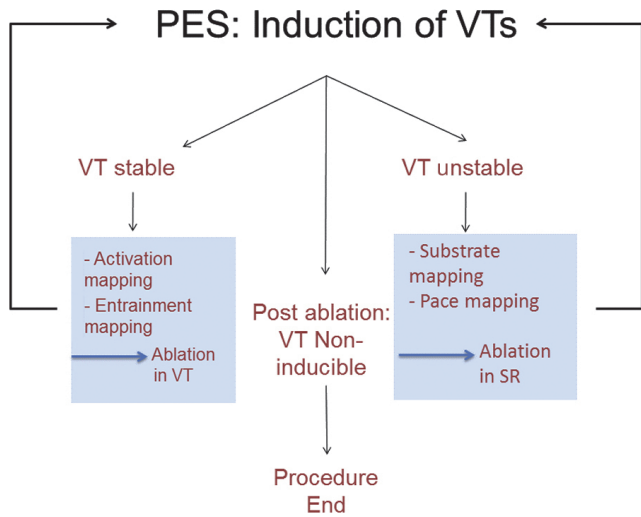 PES: Induction of VTs
VT stable
- Activation
mapping
- Entrainment
mapping
Ablation
in VT
Post ablation:
VT Non-
inducible
Procedure
End
VT unstable
- Substrate
mapping
- Pace mapping
Ablation
in SR